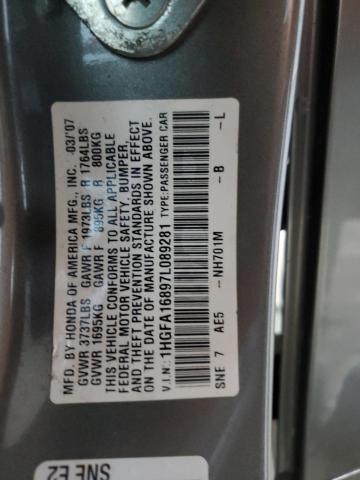 MFD. BY HONDA OF AMERICA MFG., INC. 03/'07
GVWR 3737LBS GAWR F 1973LBS R 1764LBS
GVWR 1695KG GAWR F 895KG R 800KG
THIS VEHICLE CONFORMS TO ALL APPLICABLE
FEDERAL MOTOR VEHICLE SAFETY, BUMPER,
AND THEFT PREVENTION STANDARDS IN EFFECT
ON THE DATE OF MANUFACTURE SHOWN ABOVE.
V.I.N.: 1HGFA16897L089281 TYPE:PASSENGER CAR
SNE 7 AE5 - NH701M - B - L
SNE E2